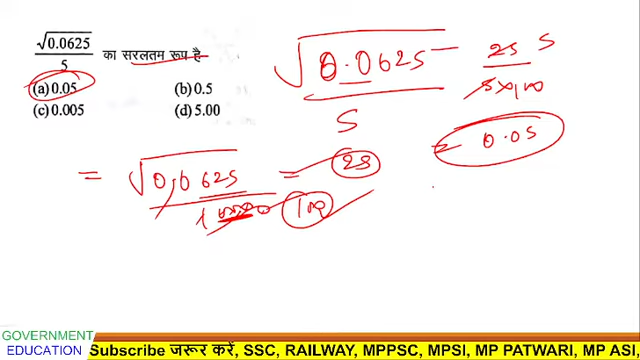 √0.0625 / 5 का सरलतम रूप है
(a) 0.05 (b) 0.5
(c) 0.005 (d) 5.00
√0.0625 / 5
25 5 / 5×100
= 0.05
= √0.0625 / 10000 = 25 / 100
GOVERNMENT
EDUCATION
Subscribe जरूर करें, SSC, RAILWAY, MPPSC, MPSI, MP PATWARI, MP ASI,